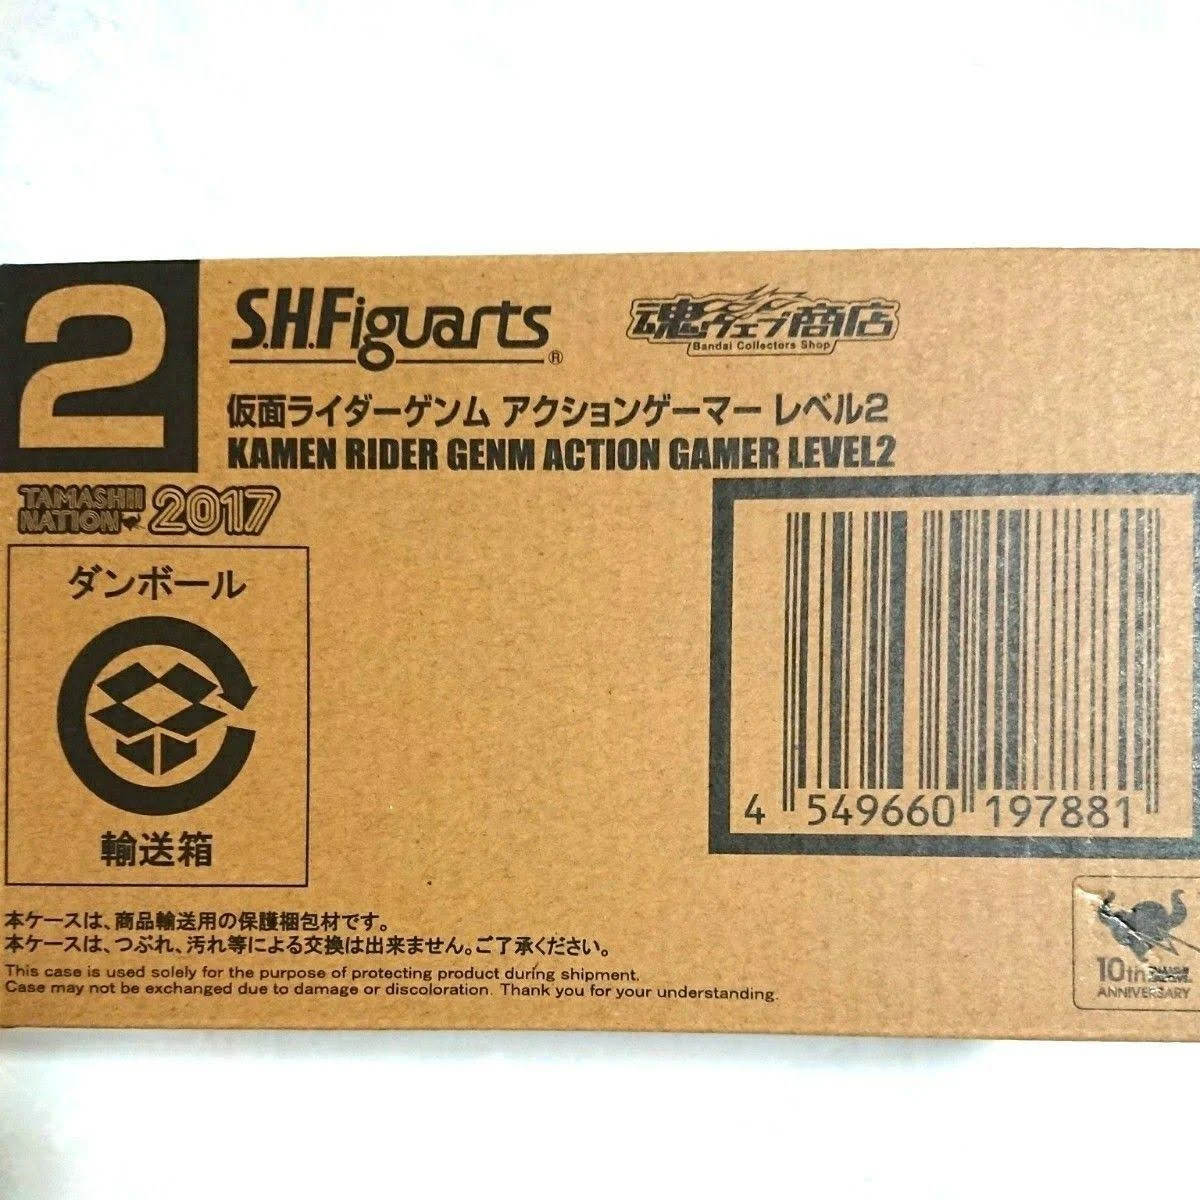 2
S.H.Figuarts®
魂ウェブ商店
Bandai Collectors Shop
仮面ライダーゲンム アクションゲーマー レベル2
KAMEN RIDER GENM ACTION GAMER LEVEL2
TAMASHII
NATION 2017
ダンボール
輸送箱
4 549660 197881
本ケースは、商品輸送用の保護梱包材です。
本ケースは、つぶれ、汚れ等による交換は出来ません。ご了承ください。
This case is used solely for the purpose of protecting product during shipment.
Case may not be exchanged due to damage or discoloration. Thank you for your understanding.
10th
ANNIVERSARY